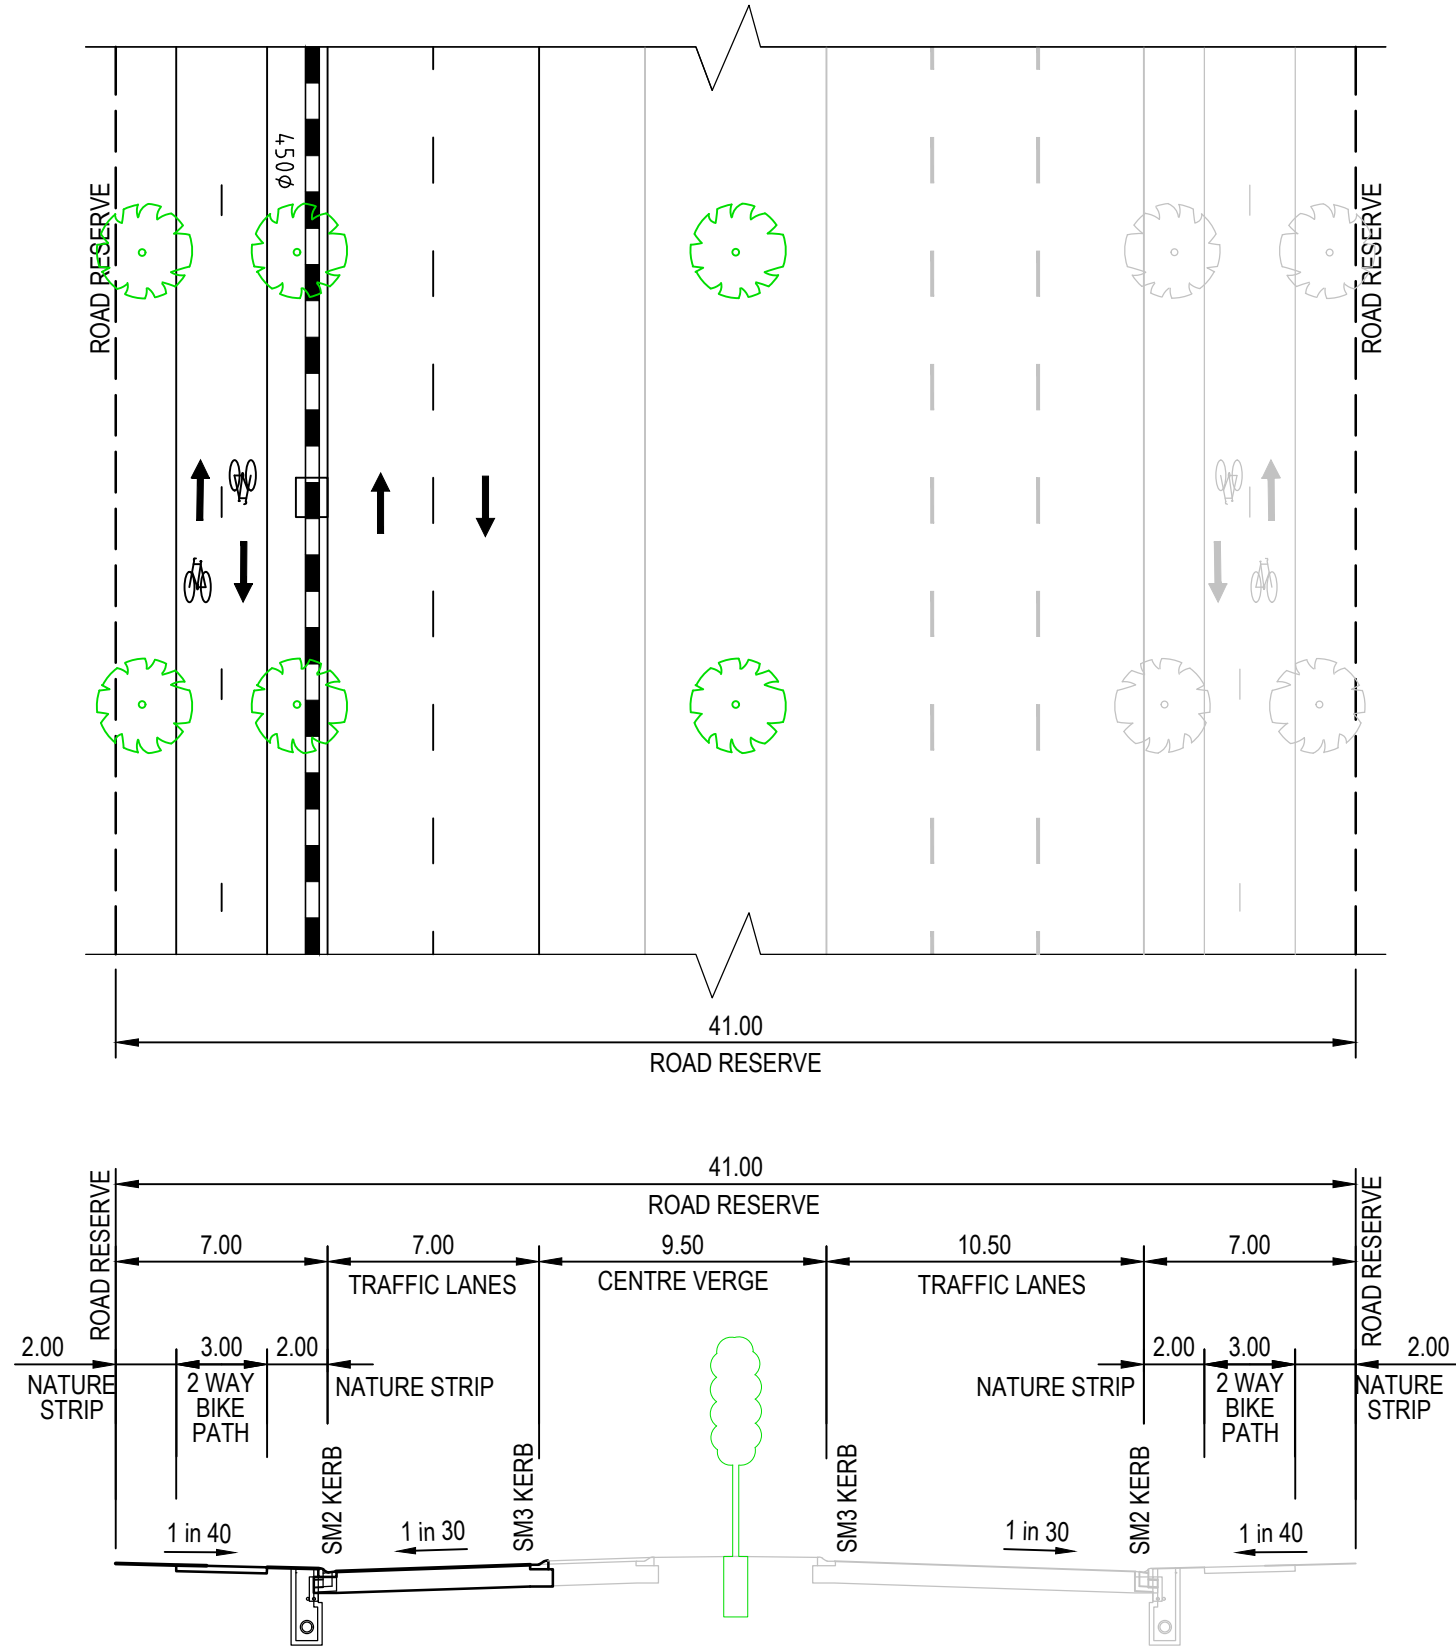 450ϕ
ROAD RESERVE
ROAD RESERVE
41.00
ROAD RESERVE
41.00
ROAD RESERVE
ROAD RESERVE
ROAD RESERVE
7.00
7.00
9.50
10.50
7.00
TRAFFIC LANES
CENTRE VERGE
TRAFFIC LANES
2.00
3.00
2.00
2.00
3.00
2.00
NATURE
STRIP
2 WAY
BIKE
PATH
NATURE STRIP
NATURE STRIP
2 WAY
BIKE
PATH
NATURE
STRIP
SM2 KERB
SM3 KERB
SM3 KERB
SM2 KERB
1 in 40
1 in 30
1 in 30
1 in 40